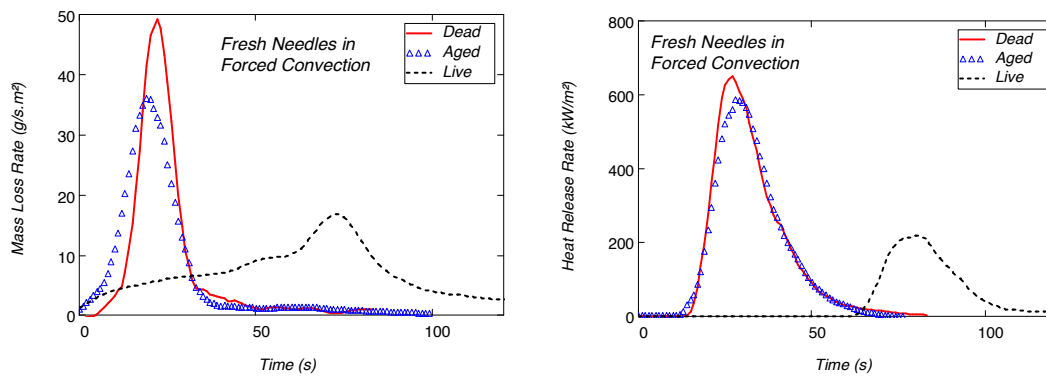 50
40
30
20
10
0
0
50
100
Mass Loss Rate (g/s.m²)
Time (s)
Fresh Needles in
Forced Convection
Dead
Aged
Live
800
600
400
200
0
0
50
100
Heat Release Rate (kW/m²)
Time (s)
Fresh Needles in
Forced Convection
Dead
Aged
Live